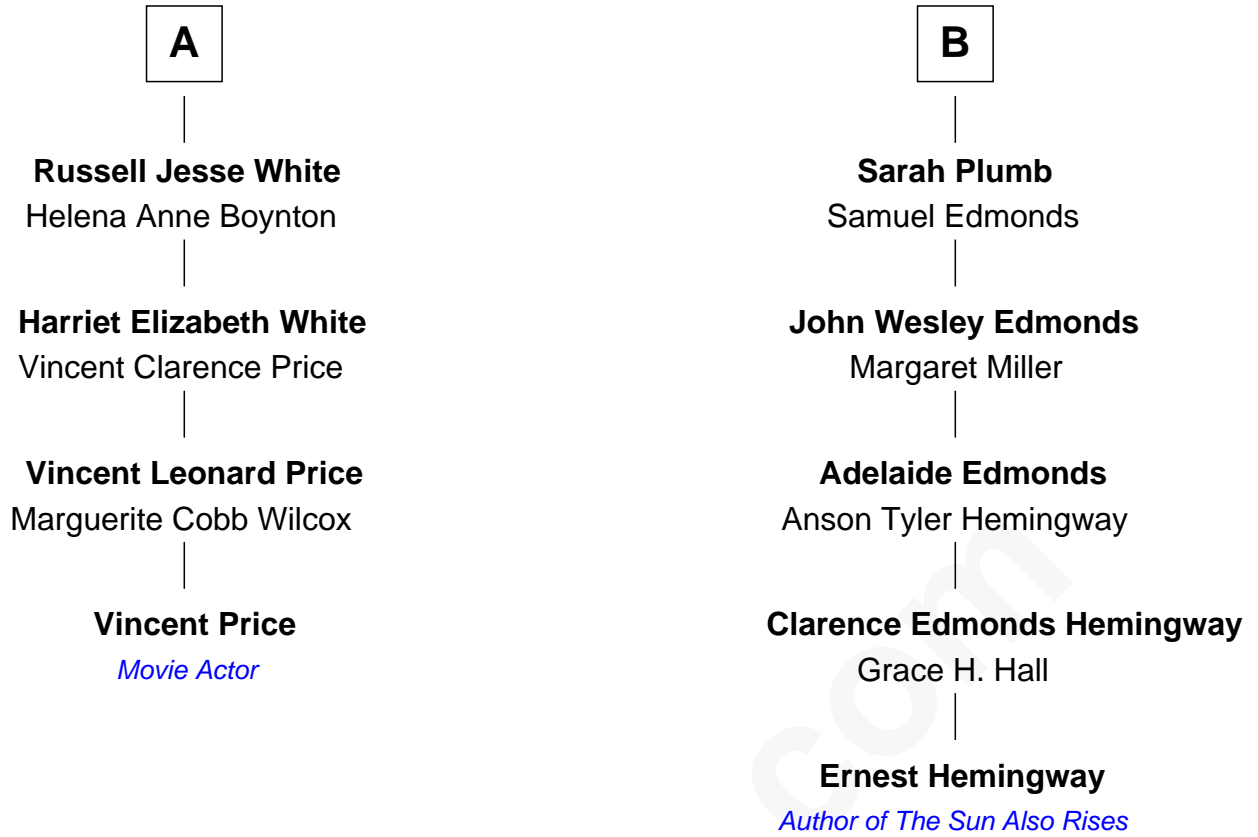 A
Russell Jesse White
Helena Anne Boynton
Harriet Elizabeth White
Vincent Clarence Price
Vincent Leonard Price
Marguerite Cobb Wilcox
Vincent Price
Movie Actor
B
Sarah Plumb
Samuel Edmonds
John Wesley Edmonds
Margaret Miller
Adelaide Edmonds
Anson Tyler Hemingway
Clarence Edmonds Hemingway
Grace H. Hall
Ernest Hemingway
Author of The Sun Also Rises
com